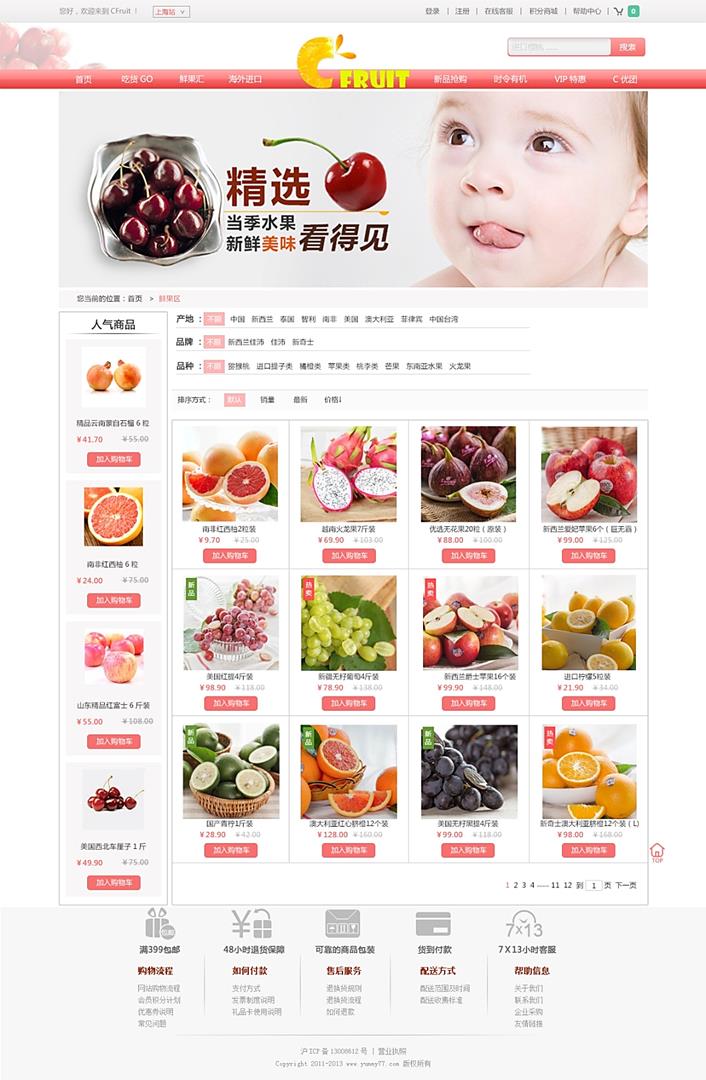 您好，欢迎来到 CFruit ！ 上海站 登录 | 注册 | 在线客服 | 积分商城 | 帮助中心 | 0
搜索
首页 吃货 GO 鲜果汇 海外进口 C FRUIT 新品抢购 时令有机 VIP 特惠 C 优团
精选
当季水果
新鲜美味 看得见
您当前的位置：首页 > 鲜果区
人气商品
精品云南蒙自石榴 6 粒
¥ 41.70 ¥ 55.00
加入购物车
南非红西柚 6 粒
¥ 24.00 ¥ 75.00
加入购物车
山东精品红富士 6 斤装
¥ 55.00 ¥ 108.00
加入购物车
美国西北车厘子 1 斤
¥ 49.90 ¥ 75.00
加入购物车
产地： 不限 中国 新西兰 泰国 智利 南非 美国 澳大利亚 菲律宾 中国台湾
品牌： 不限 新西兰佳沛 佳沛 新奇士
品种： 不限 猕猴桃 进口提子类 橘橙类 苹果类 桃李类 芒果 东南亚水果 火龙果
排序方式： 默认 销量 最新 价格↓
南非红西柚2粒装 越南火龙果7斤装 优选无花果20粒（原装） 新西兰爱妃苹果6个（巨无霸）
¥ 9.70 ¥ 25.00 ¥ 69.90 ¥ 103.00 ¥ 88.00 ¥ 100.00 ¥ 99.00 ¥ 125.00
加入购物车 加入购物车 加入购物车 加入购物车
新品 热卖 热卖
美国红提4斤装 新疆无籽葡萄4斤装 新西兰爵士苹果16个装 进口柠檬5粒装
¥ 98.90 ¥ 118.00 ¥ 78.90 ¥ 138.00 ¥ 99.90 ¥ 148.00 ¥ 21.90 ¥ 34.00
加入购物车 加入购物车 加入购物车 加入购物车
新品 新品 新品 热卖
国产青柠1斤装 澳大利亚红心脐橙12个装 美国无籽黑提4斤装 新奇士澳大利亚脐橙12个装（L）
¥ 28.90 ¥ 42.00 ¥ 128.00 ¥ 160.00 ¥ 99.00 ¥ 118.00 ¥ 98.00 ¥ 168.00
加入购物车 加入购物车 加入购物车 加入购物车
TOP
1 2 3 4 ----- 11 12 到 1 页 下一页
7x13
满399包邮 48小时退货保障 可靠的商品包装 货到付款 7X13小时客服
购物流程 如何付款 售后服务 配送方式 帮助信息
网站购物流程 支付方式 退换货规则 配送范围及时间 关于我们
会员积分计划 发票制度说明 退换货流程 配送收费标准 联系我们
优惠券说明 礼品卡使用说明 如何退款 企业采购
常见问题 友情链接
沪 ICP 备 13008612 号 | 营业执照
Copyright 2011-2013 www.yummy77.com 版权所有